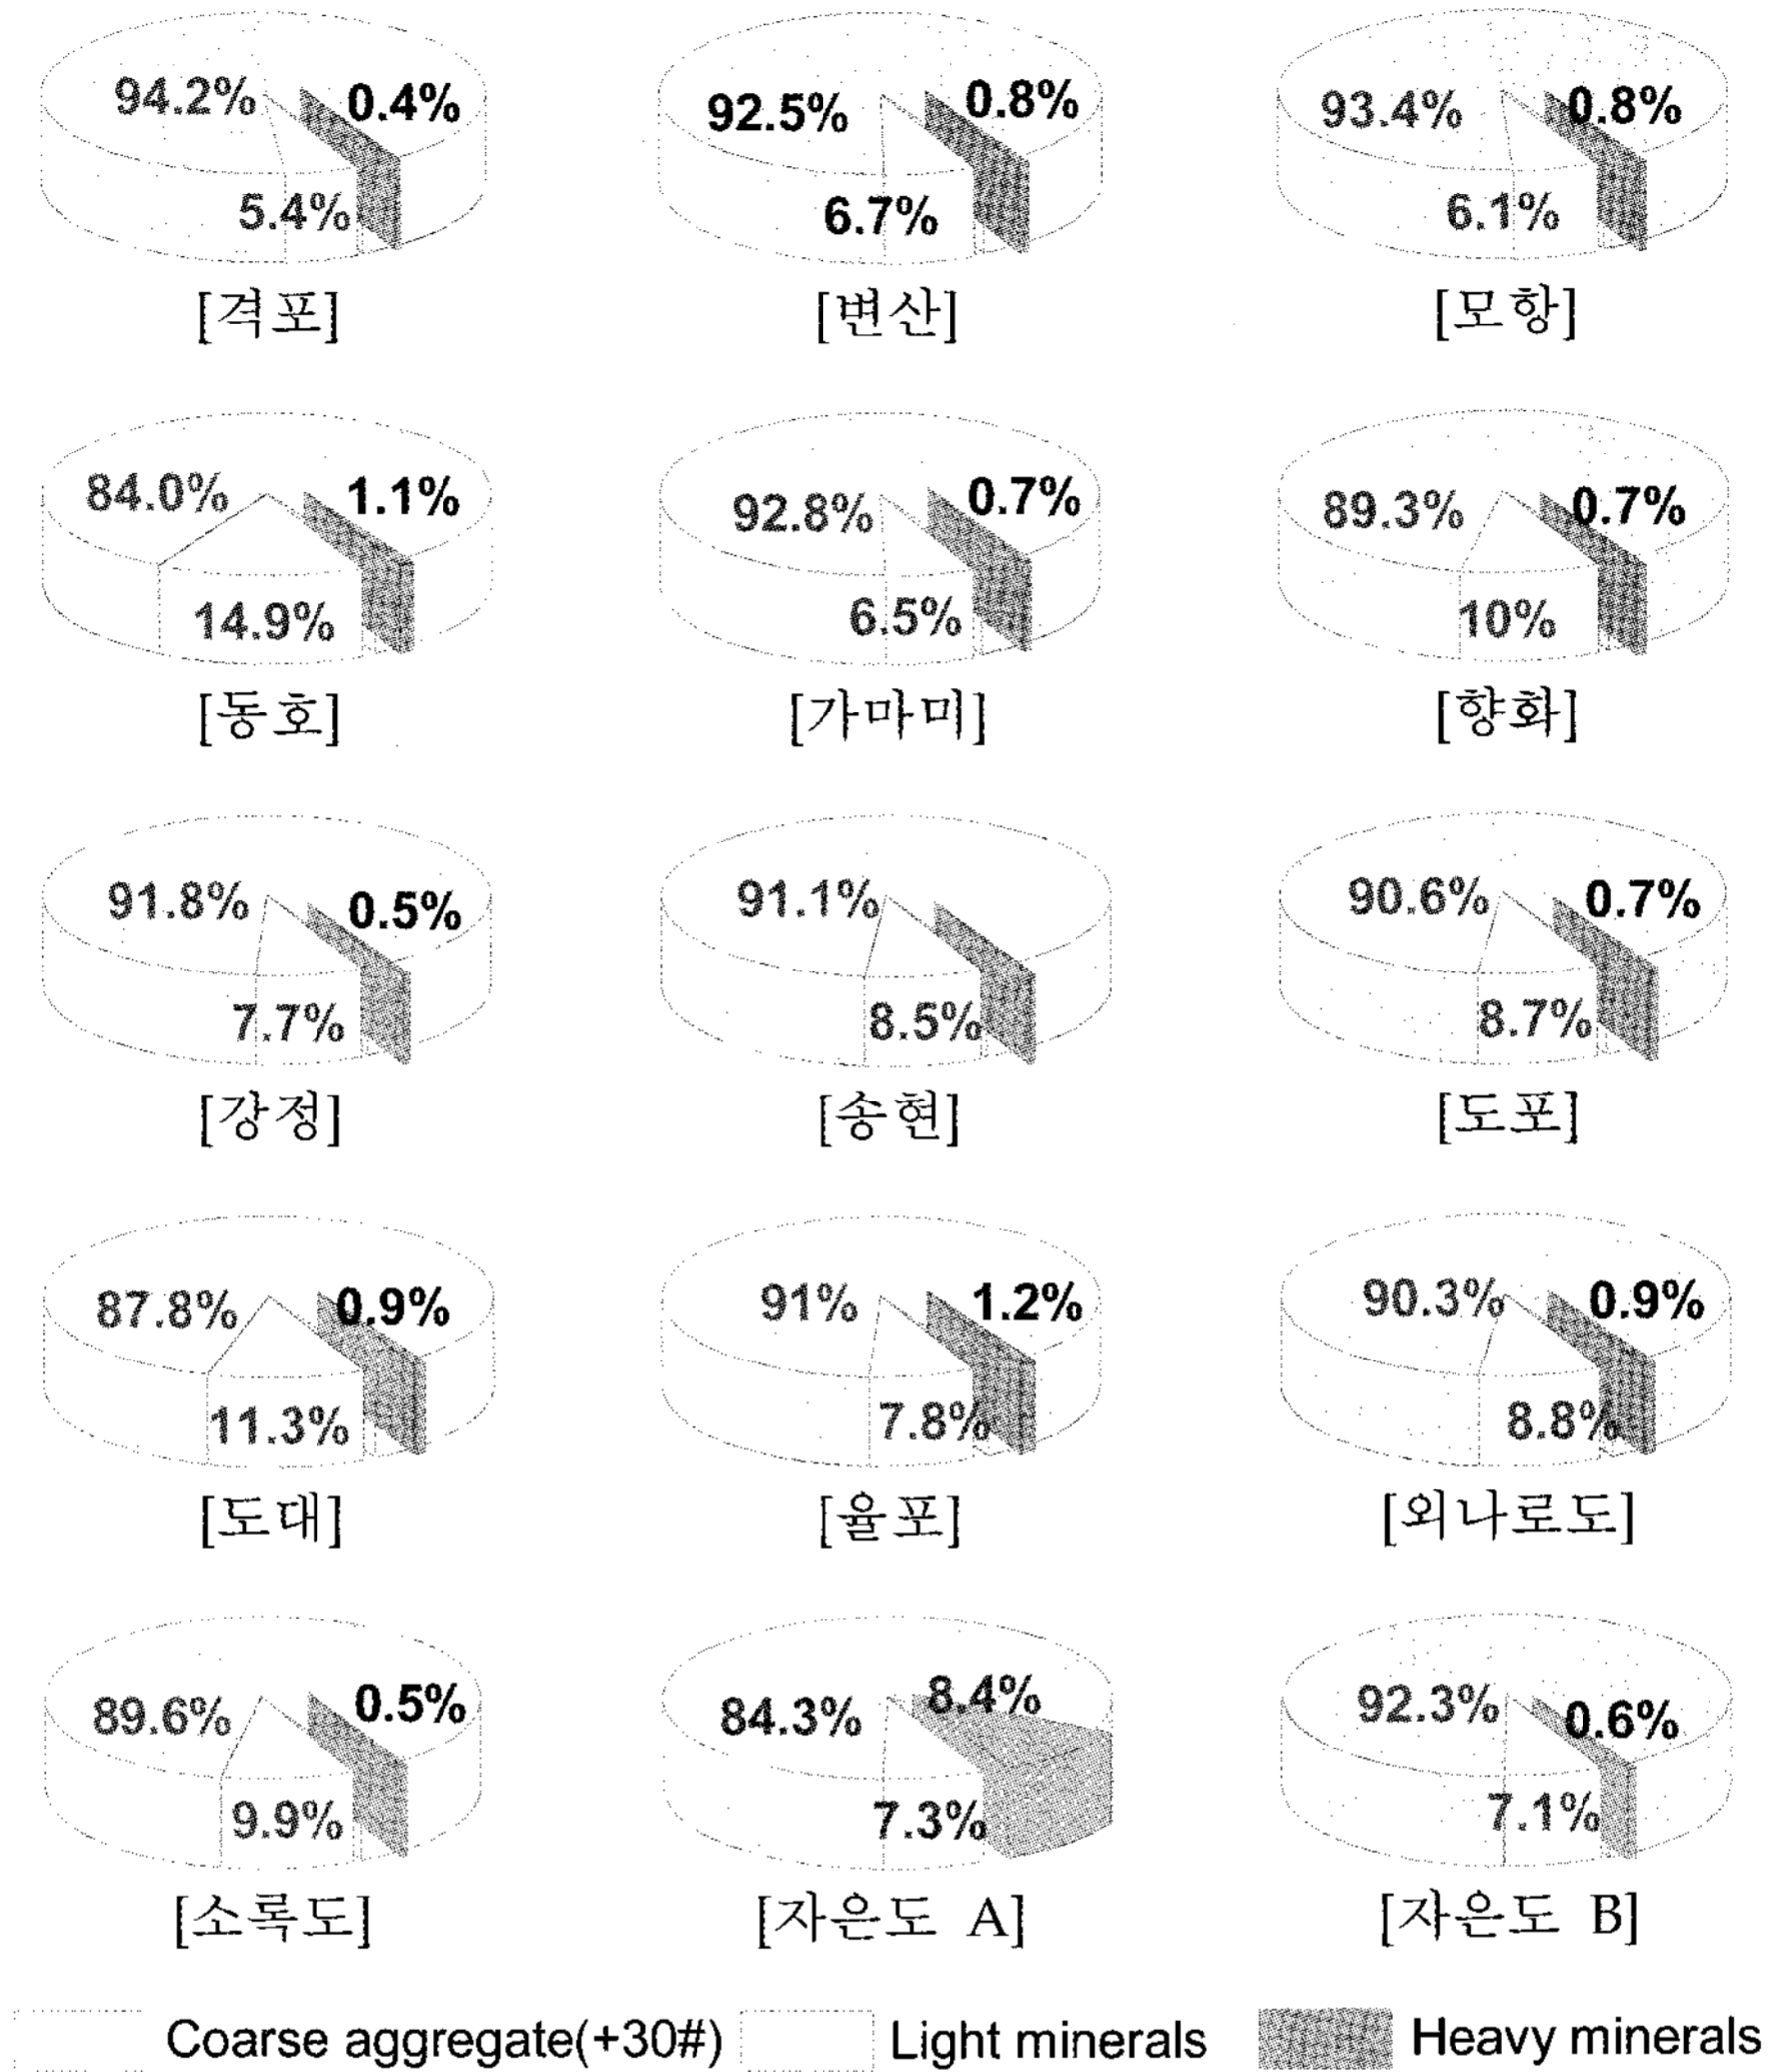 94.2% 0.4% 92.5% 0.8% 93.4% 0.8%
5.4% 6.7% 6.1%
[격포] [변산] [모항]
84.0% 1.1% 92.8% 0.7% 89.3% 0.7%
14.9% 6.5% 10%
[동호] [가마미] [향화]
91.8% 0.5% 91.1% 90.6% 0.7%
7.7% 8.5% 8.7%
[강정] [송현] [도포]
87.8% 0.9% 91% 1.2% 90.3% 0.9%
11.3% 7.8% 8.8%
[도대] [율포] [외나로도]
89.6% 0.5% 84.3% 8.4% 92.3% 0.6%
9.9% 7.3% 7.1%
[소록도] [자은도 A] [자은도 B]
Coarse aggregate(+30#) Light minerals Heavy minerals